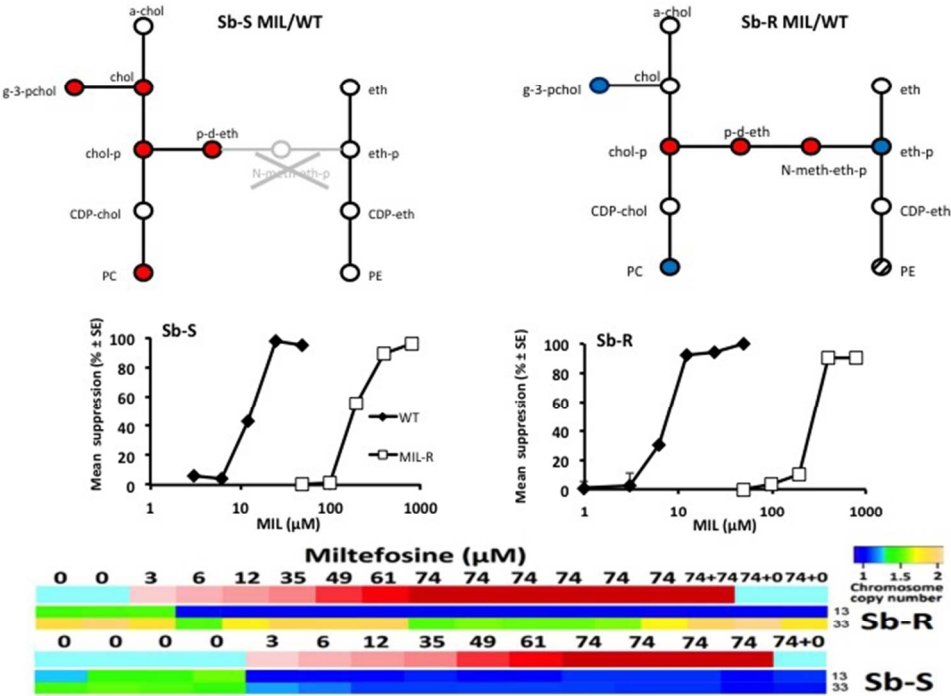 a-chol
Sb-S MIL/WT
g-3-pchol
chol
eth
chol-p
p-d-eth
N-meth-eth-p
eth-p
CDP-chol
CDP-eth
PC
PE
a-chol
Sb-R MIL/WT
g-3-pchol
chol
eth
chol-p
p-d-eth
N-meth-eth-p
eth-p
CDP-chol
CDP-eth
PC
PE
Sb-S
Mean suppression (% ± SE)
100
80
60
40
20
0
1 10 100 1000
MIL (µM)
WT
MIL-R
Sb-R
Mean suppression (% ± SE)
100
80
60
40
20
0
1 10 100 1000
MIL (µM)
Miltefosine (µM)
0 0 3 6 12 35 49 61 74 74 74 74 74 74 74+74 74+0 74+0
13
33
Sb-R
1 1.5 2
Chromosome
copy number
0 0 0 0 3 6 12 35 49 61 74 74 74 74 74+0
13
33
Sb-S